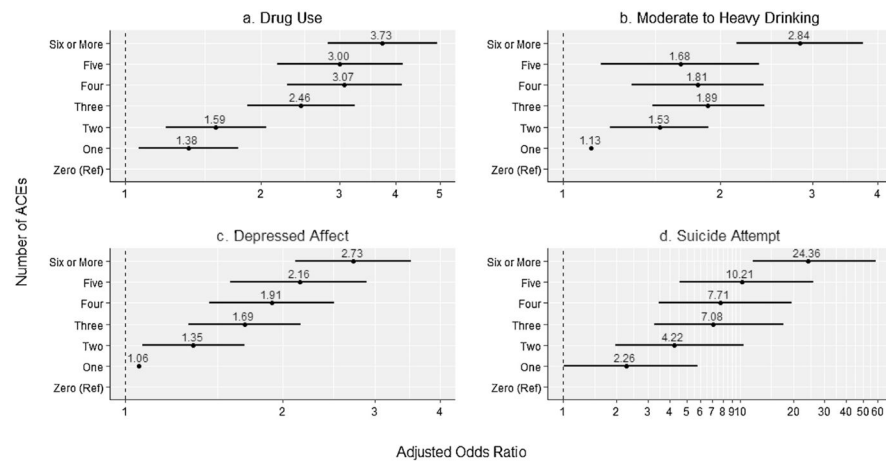 a. Drug Use
Six or More
3.73
Five
3.00
Four
3.07
Three
2.46
Two
1.59
One
1.38
Zero (Ref)
1 2 3 4 5
b. Moderate to Heavy Drinking
Six or More
2.84
Five
1.68
Four
1.81
Three
1.89
Two
1.53
One
1.13
Zero (Ref)
1 2 3 4
Number of ACEs
c. Depressed Affect
Six or More
2.73
Five
2.16
Four
1.91
Three
1.69
Two
1.35
One
1.06
Zero (Ref)
1 2 3 4
d. Suicide Attempt
Six or More
24.36
Five
10.21
Four
7.71
Three
7.08
Two
4.22
One
2.26
Zero (Ref)
1 2 3 4 5 6 7 8 910 20 30 40 50 60
Adjusted Odds Ratio